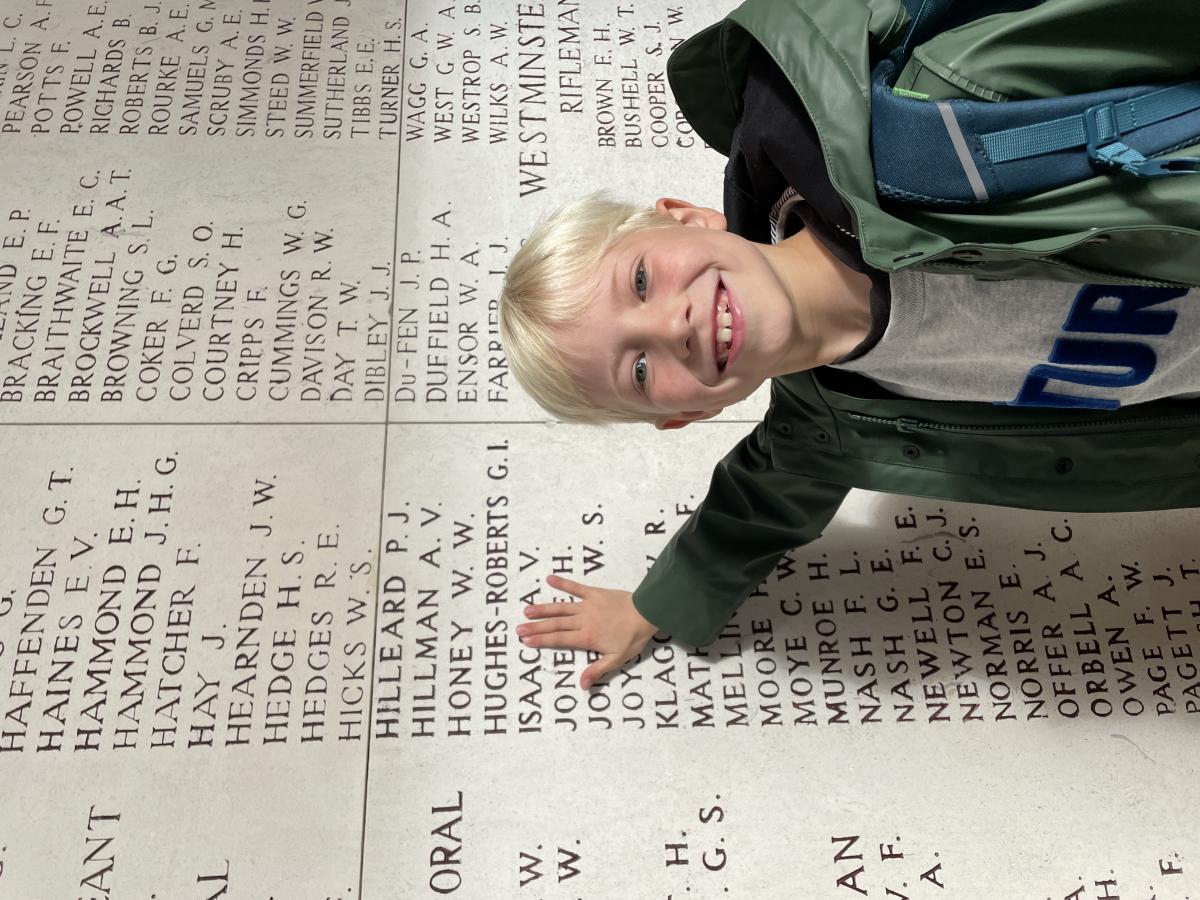 ORAL
W.
W.
H.
G. S.
AN
F.
A.
HAFFENDEN G. T.
HAINES E. V.
HAMMOND E. H.
HAMMOND J. H. G.
HATCHER F.
HAY J.
HEARNDEN J. W.
HEDGE H. S.
HEDGES R. E.
HICKS W. S.
HILLEARD P. J.
HILLMAN A. V.
HONEY W. W.
HUGHES-ROBERTS G. I.
V.
H.
W. S.
R.
F.
MOORE
MOYE C. W.
MUNROE H.
NASH F. L.
NASH G. E.
NEWELL F. E.
NEWTON C. J.
NORMAN E. S.
NORRIS E.
OFFER A. J.
ORBELL A C.
OWEN A.
PAGE F. W.
PAGETT J.
BRACKING E. P.
BRAITHWAITE E. F.
BROCKWELL E. C.
BROWNING A. A. T.
COKER S. L.
COLVERD F. G.
COURTNEY S. O.
CRIPPS H.
CUMMINGS F.
DAVISON W. G.
DAY R. W.
DIBLEY T. W.
J. J.
DU-FEN J. P.
DUFFIELD H. A.
ENSOR W. A.
FARRIER J. J.
PEARSON A. F.
POTTS F.
POWELL A. E.
RICHARDS B.
ROBERTS B. J.
ROURKE A. E.
SAMUELS G. M
SCRUBY A. E.
SIMMONDS H.
STEED W. W.
SUMMERFIELD
SUTHERLAND J
TIBBS E. E.
TURNER H. S.
WAGG G. A.
WEST G. W. A.
WESTROP S. B.
WILKS A. W.
WESTMINSTE
RIFLEMAN
BROWN F. H.
BUSHELL W. T.
COOPER S. J.
W.
TUR